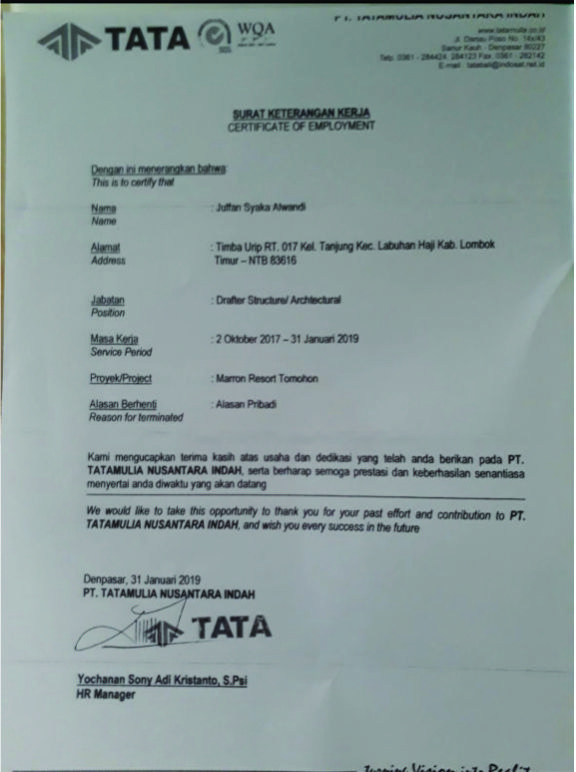 TATA
WQA
PT. TATAMULIA NUSANTARA INDAH
www.tatamulia.co.id
Jl. Danau Poso No. 14x/43
Sanur Kauh - Denpasar 80227
Telp. 0361 - 284424, 284123 Fax. 0361 - 282142
E-mail : tatabali@indosat.net.id
SURAT KETERANGAN KERJA
CERTIFICATE OF EMPLOYMENT
Dengan ini menerangkan bahwa:
This is to certify that
Nama : Juffan Syaka Alwandi
Name
Alamat : Timba Urip RT. 017 Kel. Tanjung Kec. Labuhan Haji Kab. Lombok
Address Timur – NTB 83616
Jabatan : Drafter Structure/ Architectural
Position
Masa Kerja : 2 Oktober 2017 – 31 Januari 2019
Service Period
Proyek/Project : Marron Resort Tomohon
Alasan Berhenti : Alasan Pribadi
Reason for terminated
Kami mengucapkan terima kasih atas usaha dan dedikasi yang telah anda berikan pada PT.
TATAMULIA NUSANTARA INDAH, serta berharap semoga prestasi dan keberhasilan senantiasa
menyertai anda diwaktu yang akan datang
We would like to take this opportunity to thank you for your past effort and contribution to PT.
TATAMULIA NUSANTARA INDAH, and wish you every success in the future
Denpasar, 31 Januari 2019
PT. TATAMULIA NUSANTARA INDAH
TATA
Yochanan Sony Adi Kristanto, S.Psi
HR Manager
Turning Vision into Reality